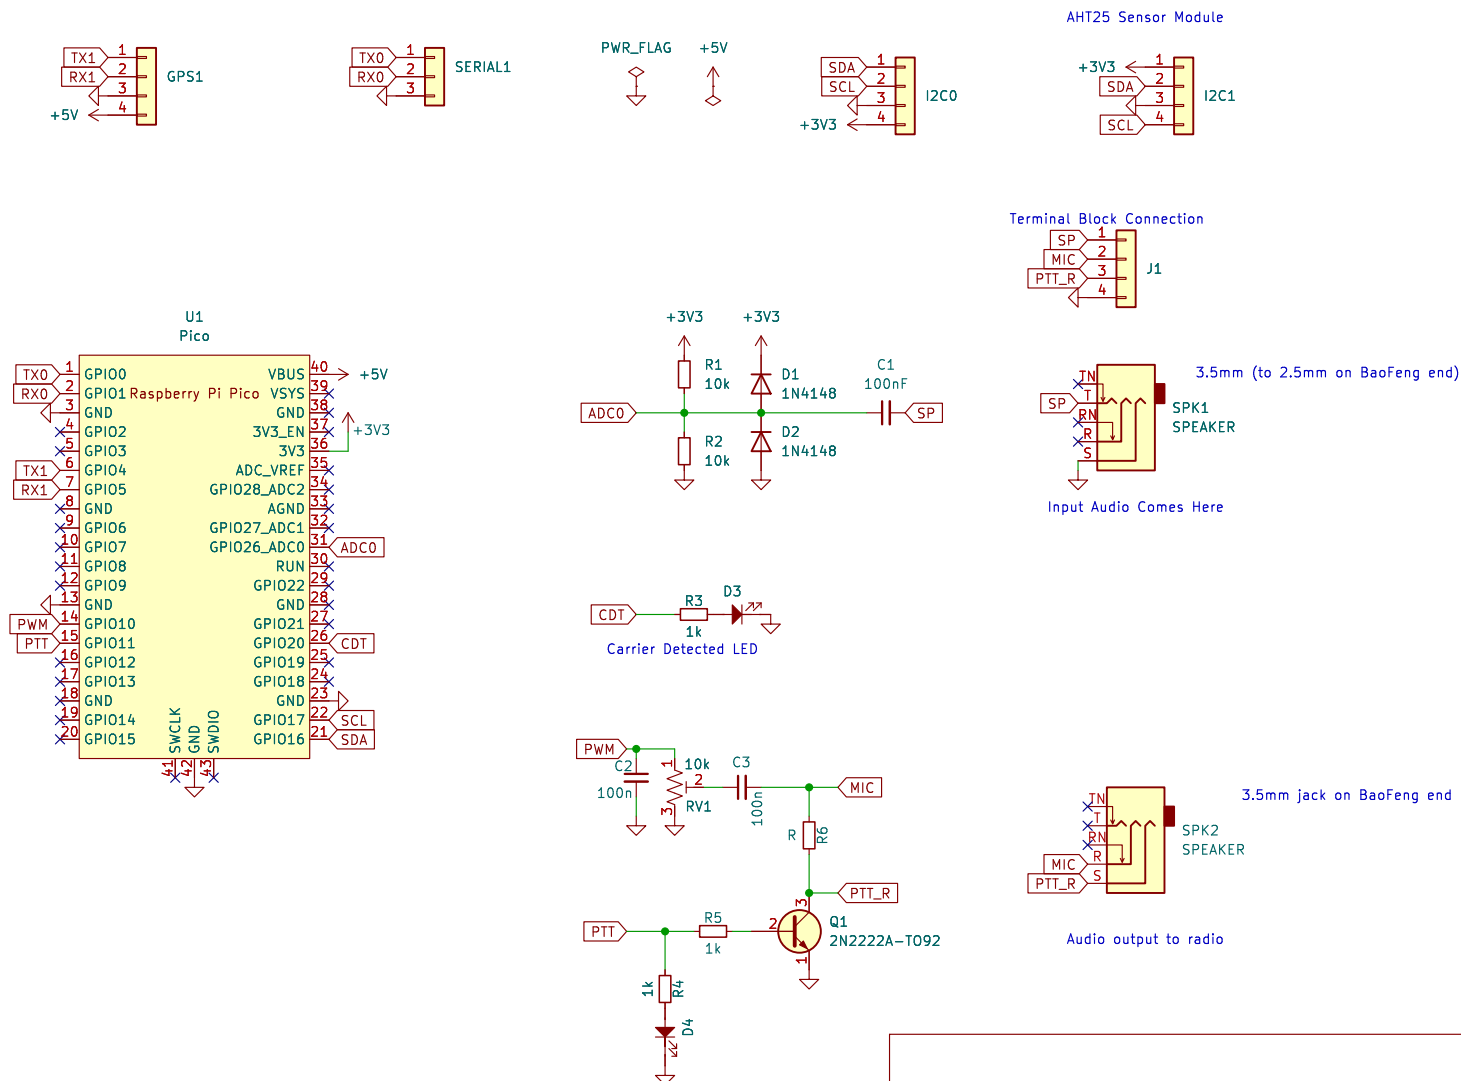 AHT25 Sensor Module
TX1 1
RX1 2
3
+5V 4
GPS1
TX0 1
RX0 2
3
SERIAL1
PWR_FLAG
+5V
SDA 1
SCL 2
3
+3V3 4
I2C0
+3V3 1
SDA 2
3
SCL 4
I2C1
Terminal Block Connection
SP 1
MIC 2
PTT_R 3
4
J1
U1
Pico
Raspberry Pi Pico
TX0 1 GPIO0
RX0 2 GPIO1
3 GND
4 GPIO2
5 GPIO3
TX1 6 GPIO4
RX1 7 GPIO5
8 GND
9 GPIO6
10 GPIO7
11 GPIO8
12 GPIO9
13 GND
PWM 14 GPIO10
PTT 15 GPIO11
16 GPIO12
17 GPIO13
18 GND
19 GPIO14
20 GPIO15
VBUS 40 +5V
VSYS 39
GND 38
3V3_EN 37
+3V3
3V3 36
ADC_VREF 35
GPIO28_ADC2 34
AGND 33
GPIO27_ADC1 32
GPIO26_ADC0 31 ADC0
RUN 30
GPIO22 29
GND 28
GPIO21 27
GPIO20 26 CDT
GPIO19 25
GPIO18 24
GND 23
GPIO17 22 SCL
GPIO16 21 SDA
SWCLK 41
GND 42
SWDIO 43
+3V3
+3V3
R1
10k
D1
1N4148
C1
100nF
ADC0
SP
R2
10k
D2
1N4148
3.5mm (to 2.5mm on BaoFeng end)
TN
SP T
RN
R
S
SPK1
SPEAKER
Input Audio Comes Here
CDT
R3
1k
D3
Carrier Detected LED
PWM
C2
100n
1
2
3
10k
RV1
C3
100n
MIC
R
R6
PTT_R
PTT
R5
1k
2
3
1
Q1
2N2222A-TO92
1k
R4
D4
3.5mm jack on BaoFeng end
TN
T
RN
MIC R
PTT_R S
SPK2
SPEAKER
Audio output to radio